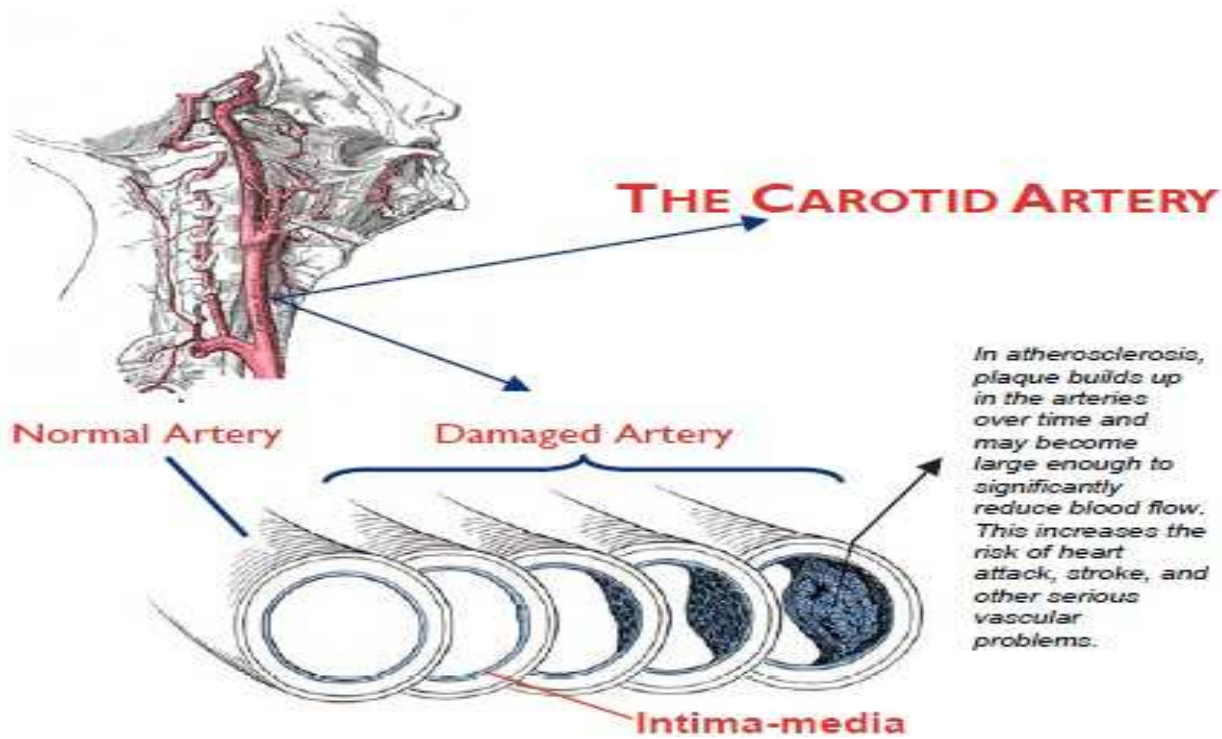 THE CAROTID ARTERY
In atherosclerosis,
plaque builds up
in the arteries
over time and
may become
large enough to
significantly
reduce blood flow.
This increases the
risk of heart
attack, stroke, and
other serious
vascular
problems.
Normal Artery
Damaged Artery
Intima-media